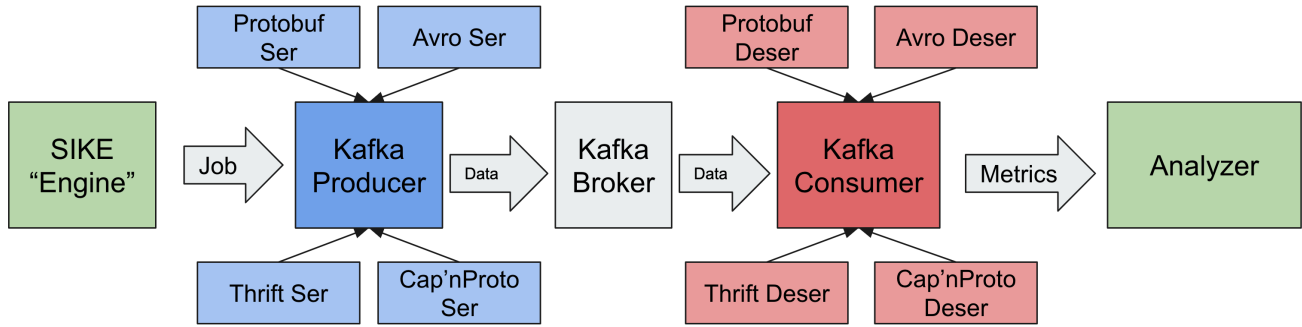 Protobuf
Ser
Avro Ser
Protobuf
Deser
Avro Deser
SIKE
“Engine”
Job
Kafka
Producer
Data
Kafka
Broker
Data
Kafka
Consumer
Metrics
Analyzer
Thrift Ser
Cap’nProto
Ser
Thrift Deser
Cap’nProto
Deser